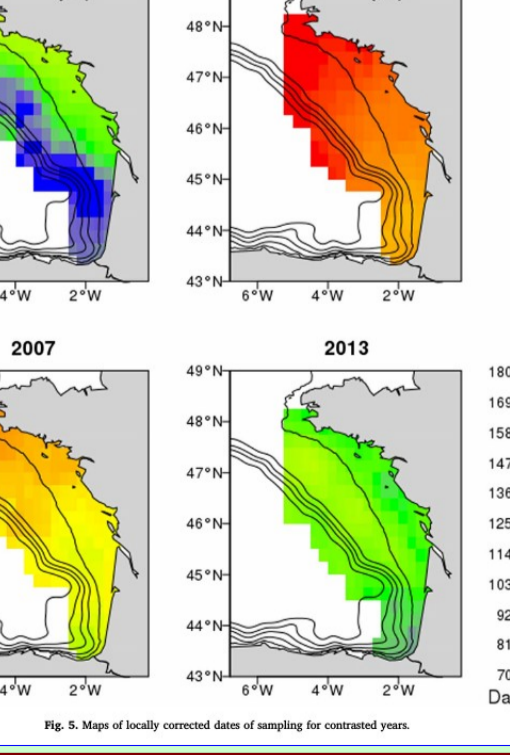 48°N
47°N
46°N
45°N
44°N
43°N
4°W 2°W 6°W 4°W 2°W
2007 2013
49°N 180
48°N 169
158
47°N 147
136
46°N 125
114
45°N 103
44°N 92
81
43°N 70
4°W 2°W 6°W 4°W 2°W
Da
Fig. 5. Maps of locally corrected dates of sampling for contrasted years.